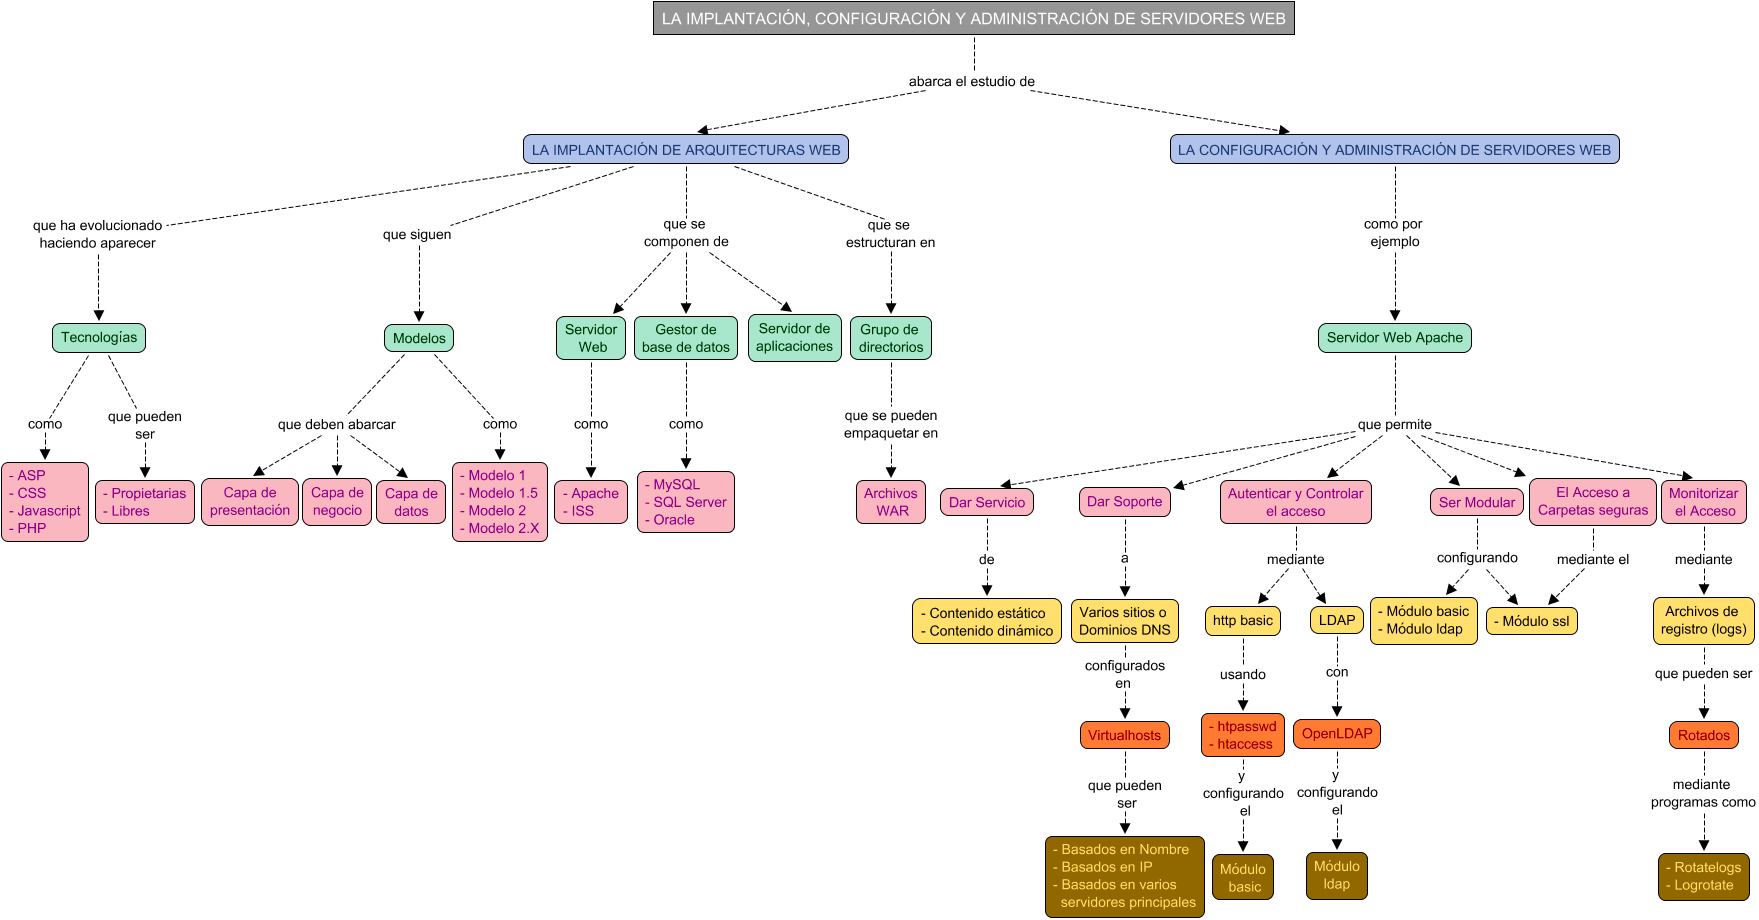 LA IMPLANTACIÓN, CONFIGURACIÓN Y ADMINISTRACIÓN DE SERVIDORES WEB
abarca el estudio de
LA IMPLANTACIÓN DE ARQUITECTURAS WEB
LA CONFIGURACIÓN Y ADMINISTRACIÓN DE SERVIDORES WEB
que ha evolucionado
haciendo aparecer
que siguen
que se
componen de
que se
estructuran en
como por
ejemplo
Tecnologías
Modelos
Servidor
Web
Gestor de
base de datos
Servidor de
aplicaciones
Grupo de
directorios
Servidor Web Apache
como
que pueden
ser
que deben abarcar
como
como
como
que se pueden
empaquetar en
que permite
- ASP
- CSS
- Javascript
- PHP
- Propietarias
- Libres
Capa de
presentación
Capa de
negocio
Capa de
datos
- Modelo 1
- Modelo 1.5
- Modelo 2
- Modelo 2.X
- Apache
- ISS
- MySQL
- SQL Server
- Oracle
Archivos
WAR
Dar Servicio
Dar Soporte
Autenticar y Controlar
el acceso
Ser Modular
El Acceso a
Carpetas seguras
Monitorizar
el Acceso
de
a
mediante
configurando
mediante el
mediante
- Contenido estático
- Contenido dinámico
Varios sitios o
Dominios DNS
http basic
LDAP
- Módulo basic
- Módulo ldap
- Módulo ssl
Archivos de
registro (logs)
configurados
en
usando
con
que pueden ser
Virtualhosts
- htpasswd
- htaccess
OpenLDAP
Rotados
que pueden
ser
y
configurando
el
y
configurando
el
mediante
programas como
- Basados en Nombre
- Basados en IP
- Basados en varios
servidores principales
Módulo
basic
Módulo
ldap
- Rotatelogs
- Logrotate